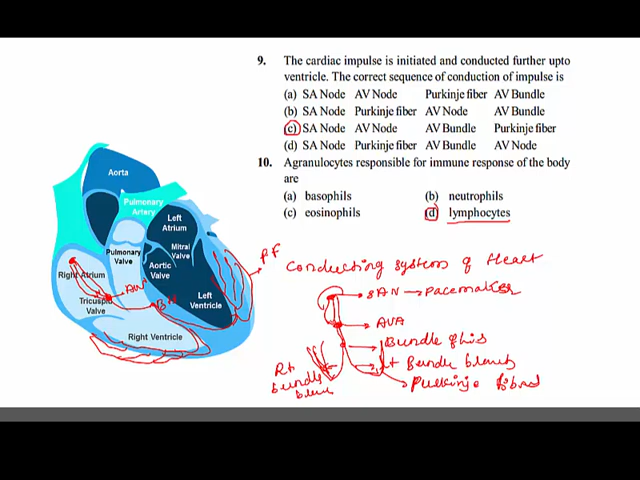 9. The cardiac impulse is initiated and conducted further upto
ventricle. The correct sequence of conduction of impulse is
(a) SA Node AV Node Purkinje fiber AV Bundle
(b) SA Node Purkinje fiber AV Node AV Bundle
(c) SA Node AV Node AV Bundle Purkinje fiber
(d) SA Node Purkinje fiber AV Bundle AV Node
10. Agranulocytes responsible for immune response of the body
are
(a) basophils (b) neutrophils
(c) eosinophils (d) lymphocytes
Aorta
Pulmonary
Artery
Left
Atrium
Pulmonary
Valve
Mitral
Valve
Aortic
Valve
Right Atrium
Tricuspid
Valve
Left
Ventricle
Right Ventricle
PF
BH
Conducting system of Heart
SAN → pacemaker
AVA
Bundle of his
Lt Bundle
Rt
bundle
Purkinje